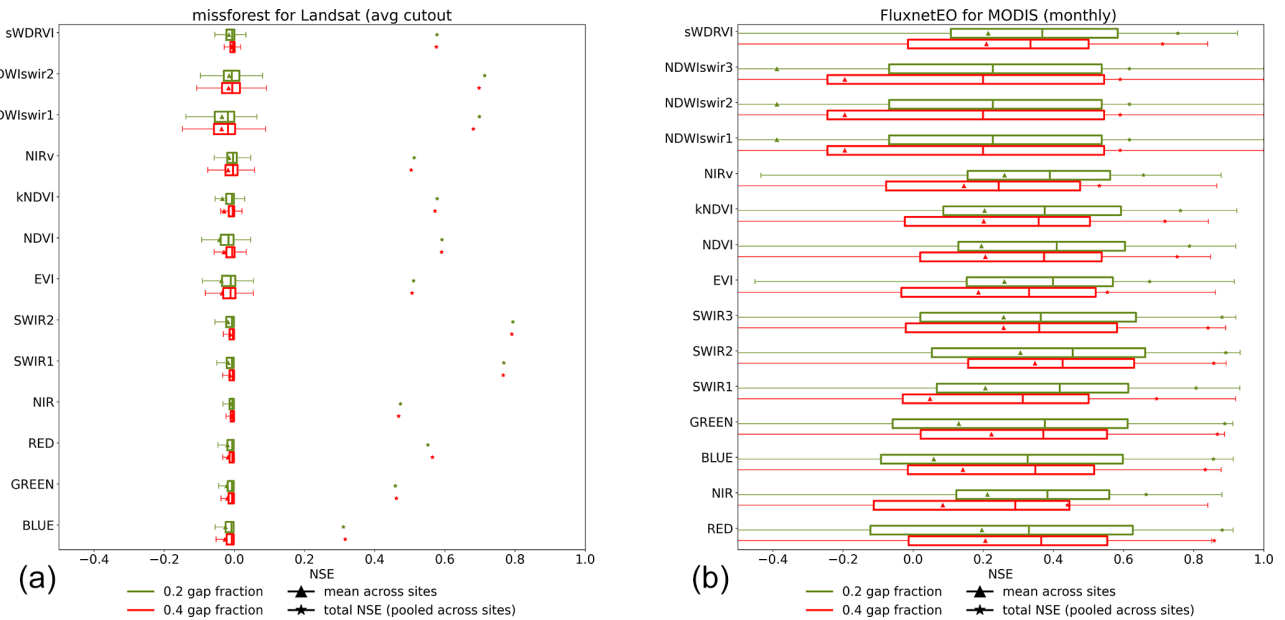 missforest for Landsat (avg cutout
sWDRVI
NDWIswir2
DWIswir1
NIRv
kNDVI
NDVI
EVI
SWIR2
SWIR1
NIR
RED
GREEN
BLUE
−0.4 −0.2 0.0 0.2 0.4 0.6 0.8 1.0
NSE
(a)
0.2 gap fraction
0.4 gap fraction
mean across sites
total NSE (pooled across sites)
FluxnetEO for MODIS (monthly)
sWDRVI
NDWIswir3
NDWIswir2
NDWIswir1
NIRv
kNDVI
NDVI
EVI
SWIR3
SWIR2
SWIR1
GREEN
BLUE
NIR
RED
−0.4 −0.2 0.0 0.2 0.4 0.6 0.8 1.0
NSE
(b)
0.2 gap fraction
0.4 gap fraction
mean across sites
total NSE (pooled across sites)